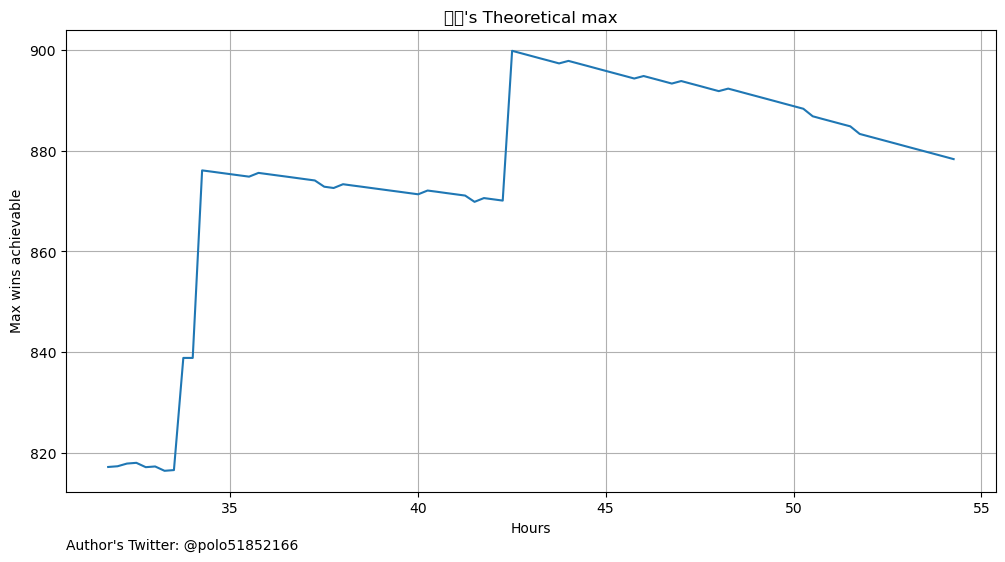 's Theoretical max
900
880
860
840
820
Max wins achievable
35
40
45
50
55
Hours
Author's Twitter: @polo51852166